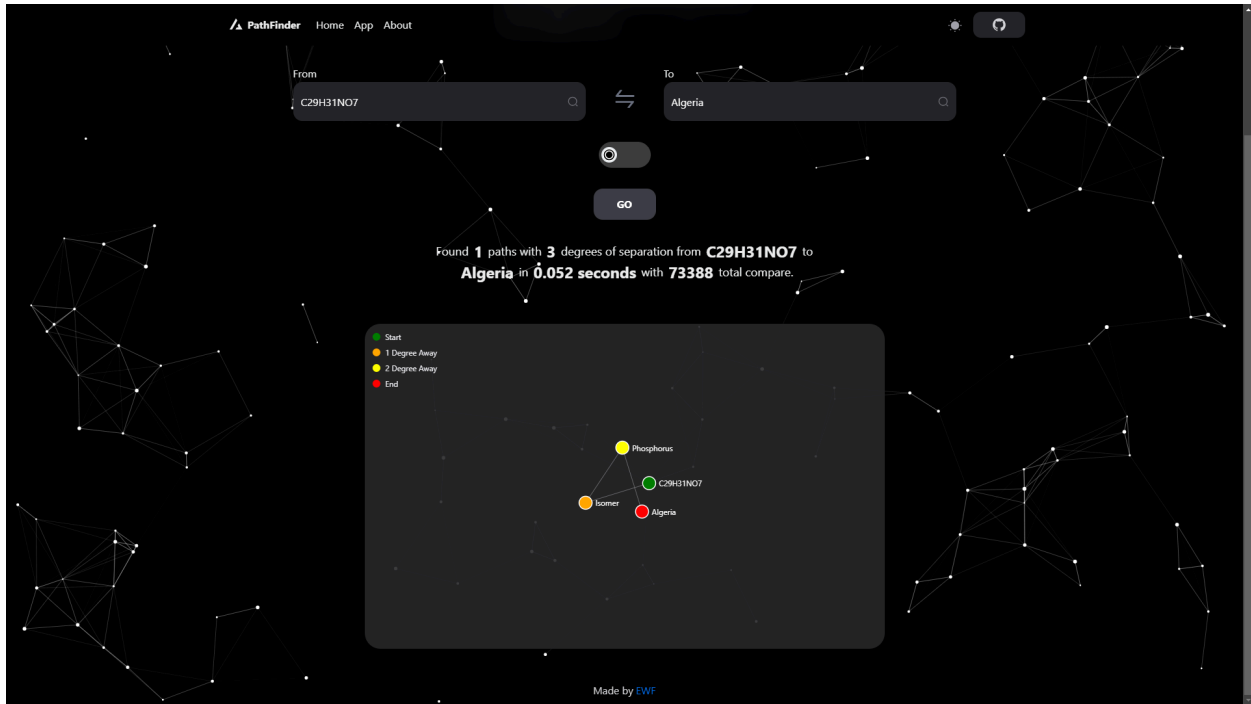 PathFinder Home App About
From
To
C29H31NO7
Algeria
GO
Found 1 paths with 3 degrees of separation from C29H31NO7 to
Algeria in 0.052 seconds with 73388 total compare.
Start
1 Degree Away
2 Degree Away
End
Phosphorus
C29H31NO7
Isomer
Algeria
Made by EWF